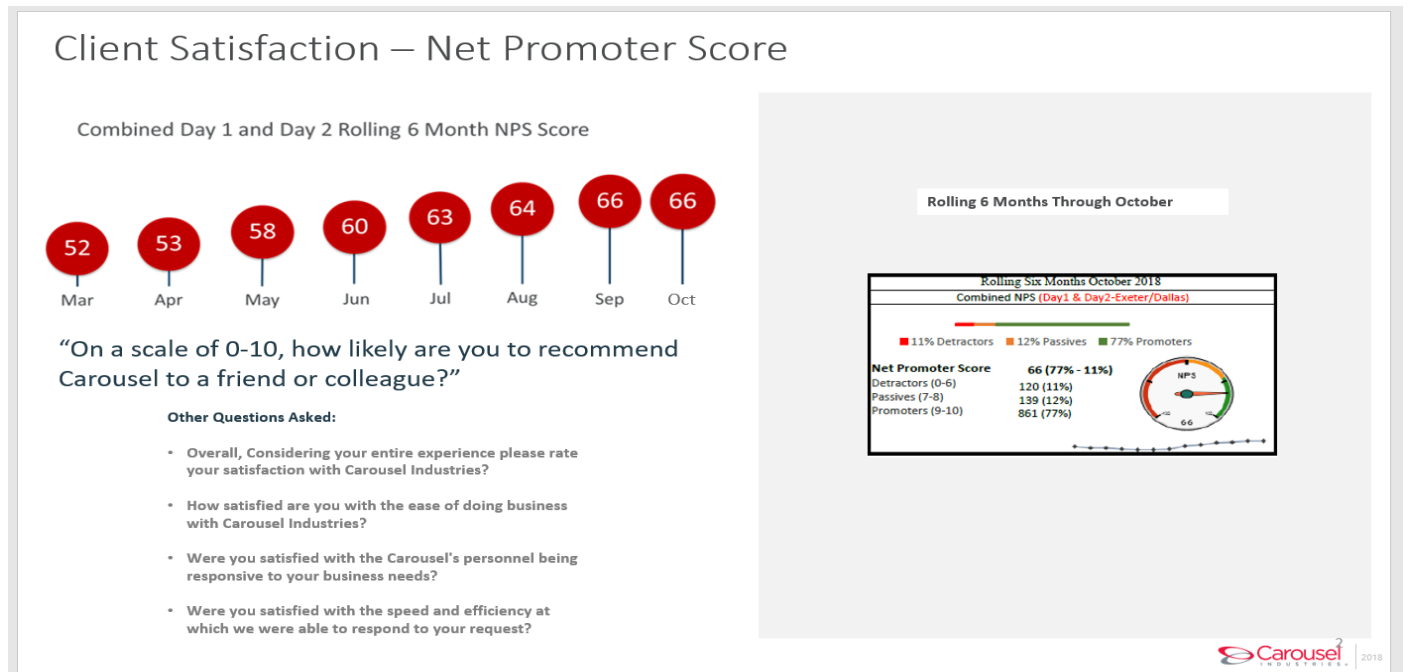 Client Satisfaction – Net Promoter Score
Combined Day 1 and Day 2 Rolling 6 Month NPS Score
52 53 58 60 63 64 66 66
Mar Apr May Jun Jul Aug Sep Oct
“On a scale of 0-10, how likely are you to recommend
Carousel to a friend or colleague?”
Other Questions Asked:
• Overall, Considering your entire experience please rate
your satisfaction with Carousel Industries?
• How satisfied are you with the ease of doing business
with Carousel Industries?
• Were you satisfied with the Carousel's personnel being
responsive to your business needs?
• Were you satisfied with the speed and efficiency at
which we were able to respond to your request?
Rolling 6 Months Through October
Rolling Six Months October 2018
Combined NPS (Day1 & Day2-Exeter/Dallas)
11% Detractors 12% Passives 77% Promoters
Net Promoter Score 66 (77% - 11%)
Detractors (0-6) 120 (11%)
Passives (7-8) 139 (12%)
Promoters (9-10) 861 (77%)
NPS
66
2
Carousel
INDUSTRIES
2018